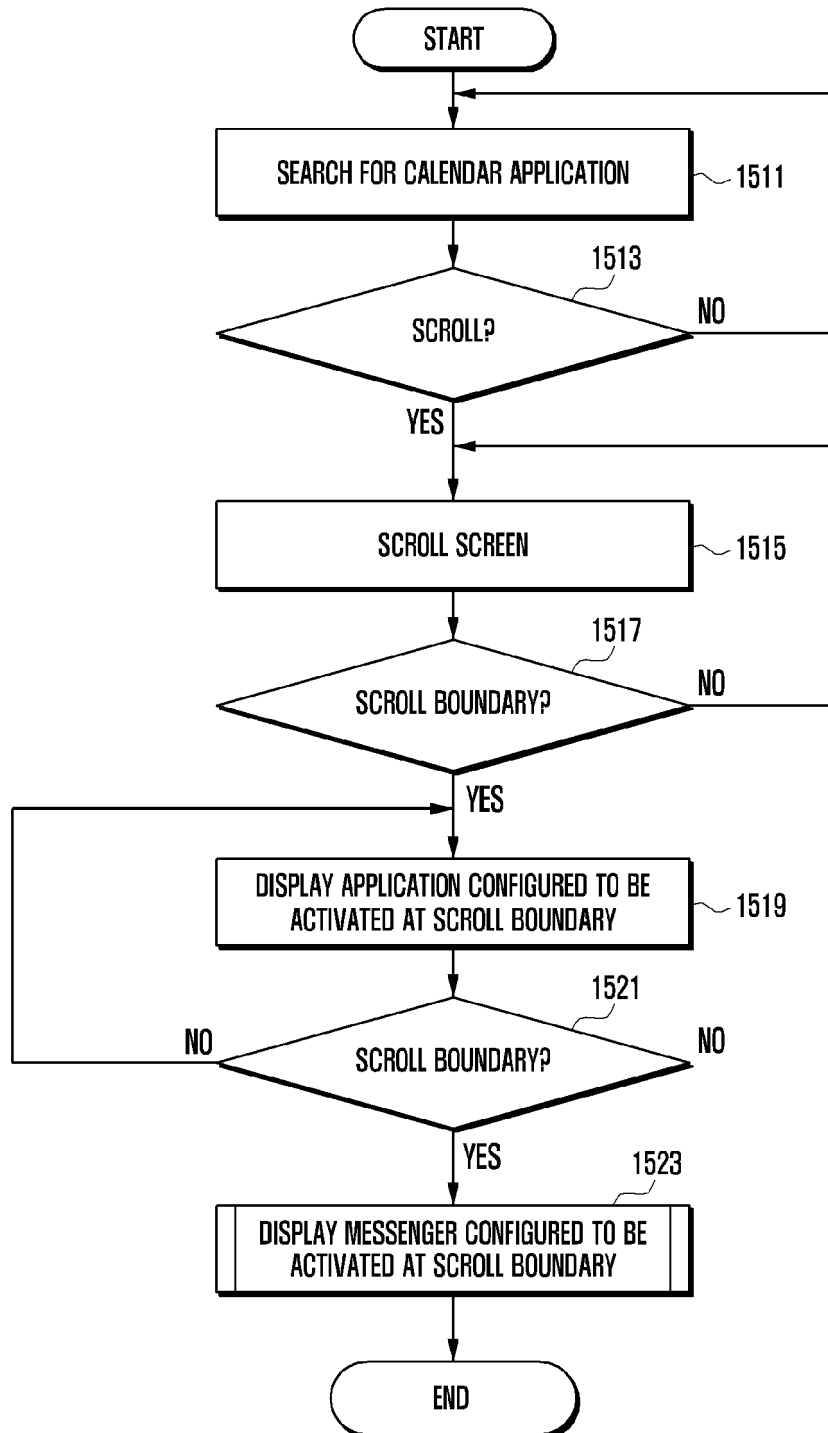 START
SEARCH FOR CALENDAR APPLICATION
1511
1513
SCROLL?
NO
YES
SCROLL SCREEN
1515
1517
SCROLL BOUNDARY?
NO
YES
DISPLAY APPLICATION CONFIGURED TO BE
ACTIVATED AT SCROLL BOUNDARY
1519
1521
NO
SCROLL BOUNDARY?
NO
YES
1523
DISPLAY MESSENGER CONFIGURED TO BE
ACTIVATED AT SCROLL BOUNDARY
END